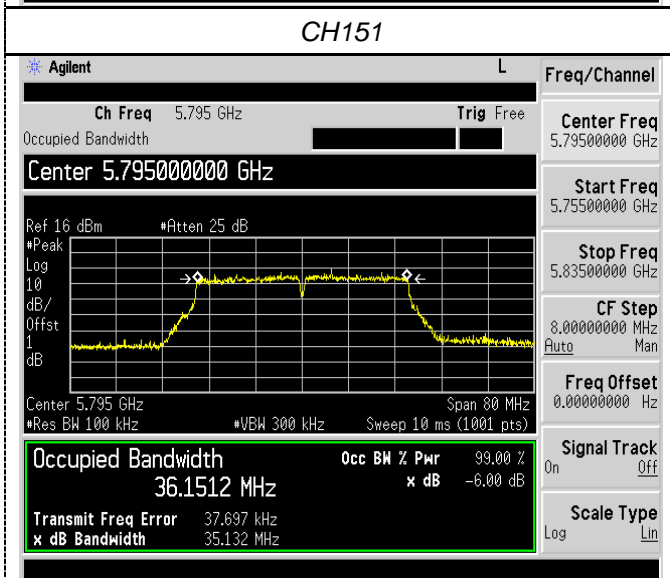 CH151
Agilent L
Freq/Channel
Ch Freq 5.795 GHz Trig Free
Occupied Bandwidth
Center Freq
5.79500000 GHz
Center 5.795000000 GHz
Start Freq
5.75500000 GHz
Ref 16 dBm #Atten 25 dB
#Peak
Log
10
dB/
Offst
1
dB
Stop Freq
5.83500000 GHz
CF Step
8.00000000 MHz
Auto Man
Center 5.795 GHz Span 80 MHz
#Res BW 100 kHz #VBW 300 kHz Sweep 10 ms (1001 pts)
Freq Offset
0.00000000 Hz
Occupied Bandwidth Occ BW % Pwr 99.00 %
36.1512 MHz x dB -6.00 dB
Transmit Freq Error 37.697 kHz
x dB Bandwidth 35.132 MHz
Signal Track
On Off
Scale Type
Log Lin